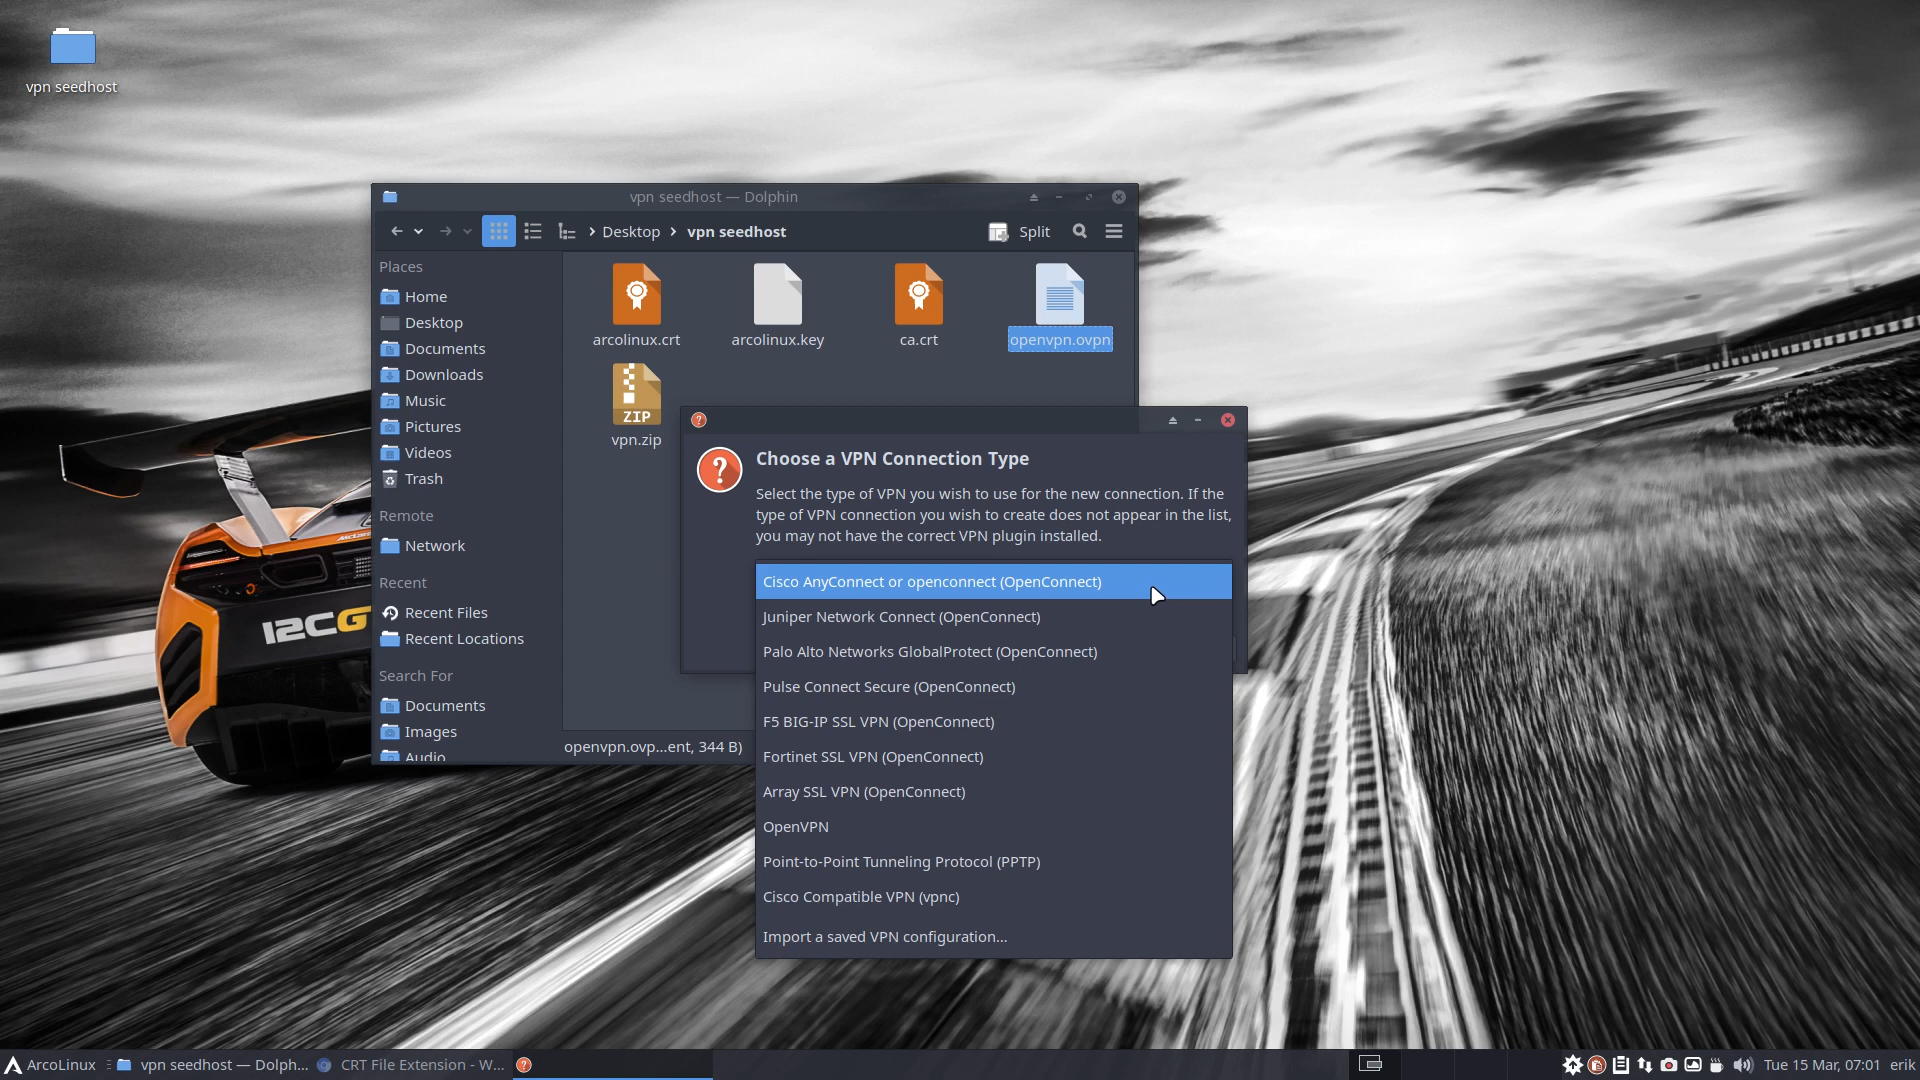 vpn seedhost
vpn seedhost — Dolphin
Desktop
vpn seedhost
Split
Places
Home
Desktop
Documents
Downloads
Music
Pictures
Videos
Trash
Remote
Network
Recent
Recent Files
Recent Locations
Search For
Documents
Images
Audio
arcolinux.crt
arcolinux.key
ca.crt
openvpn.ovpn
ZIP
vpn.zip
openvpn.ovp...ent, 344 B)
Choose a VPN Connection Type
Select the type of VPN you wish to use for the new connection. If the
type of VPN connection you wish to create does not appear in the list,
you may not have the correct VPN plugin installed.
Cisco AnyConnect or openconnect (OpenConnect)
Juniper Network Connect (OpenConnect)
Palo Alto Networks GlobalProtect (OpenConnect)
Pulse Connect Secure (OpenConnect)
F5 BIG-IP SSL VPN (OpenConnect)
Fortinet SSL VPN (OpenConnect)
Array SSL VPN (OpenConnect)
OpenVPN
Point-to-Point Tunneling Protocol (PPTP)
Cisco Compatible VPN (vpnc)
Import a saved VPN configuration...
12CG
ArcoLinux
vpn seedhost — Dolph...
CRT File Extension - W...
Tue 15 Mar, 07:01
erik